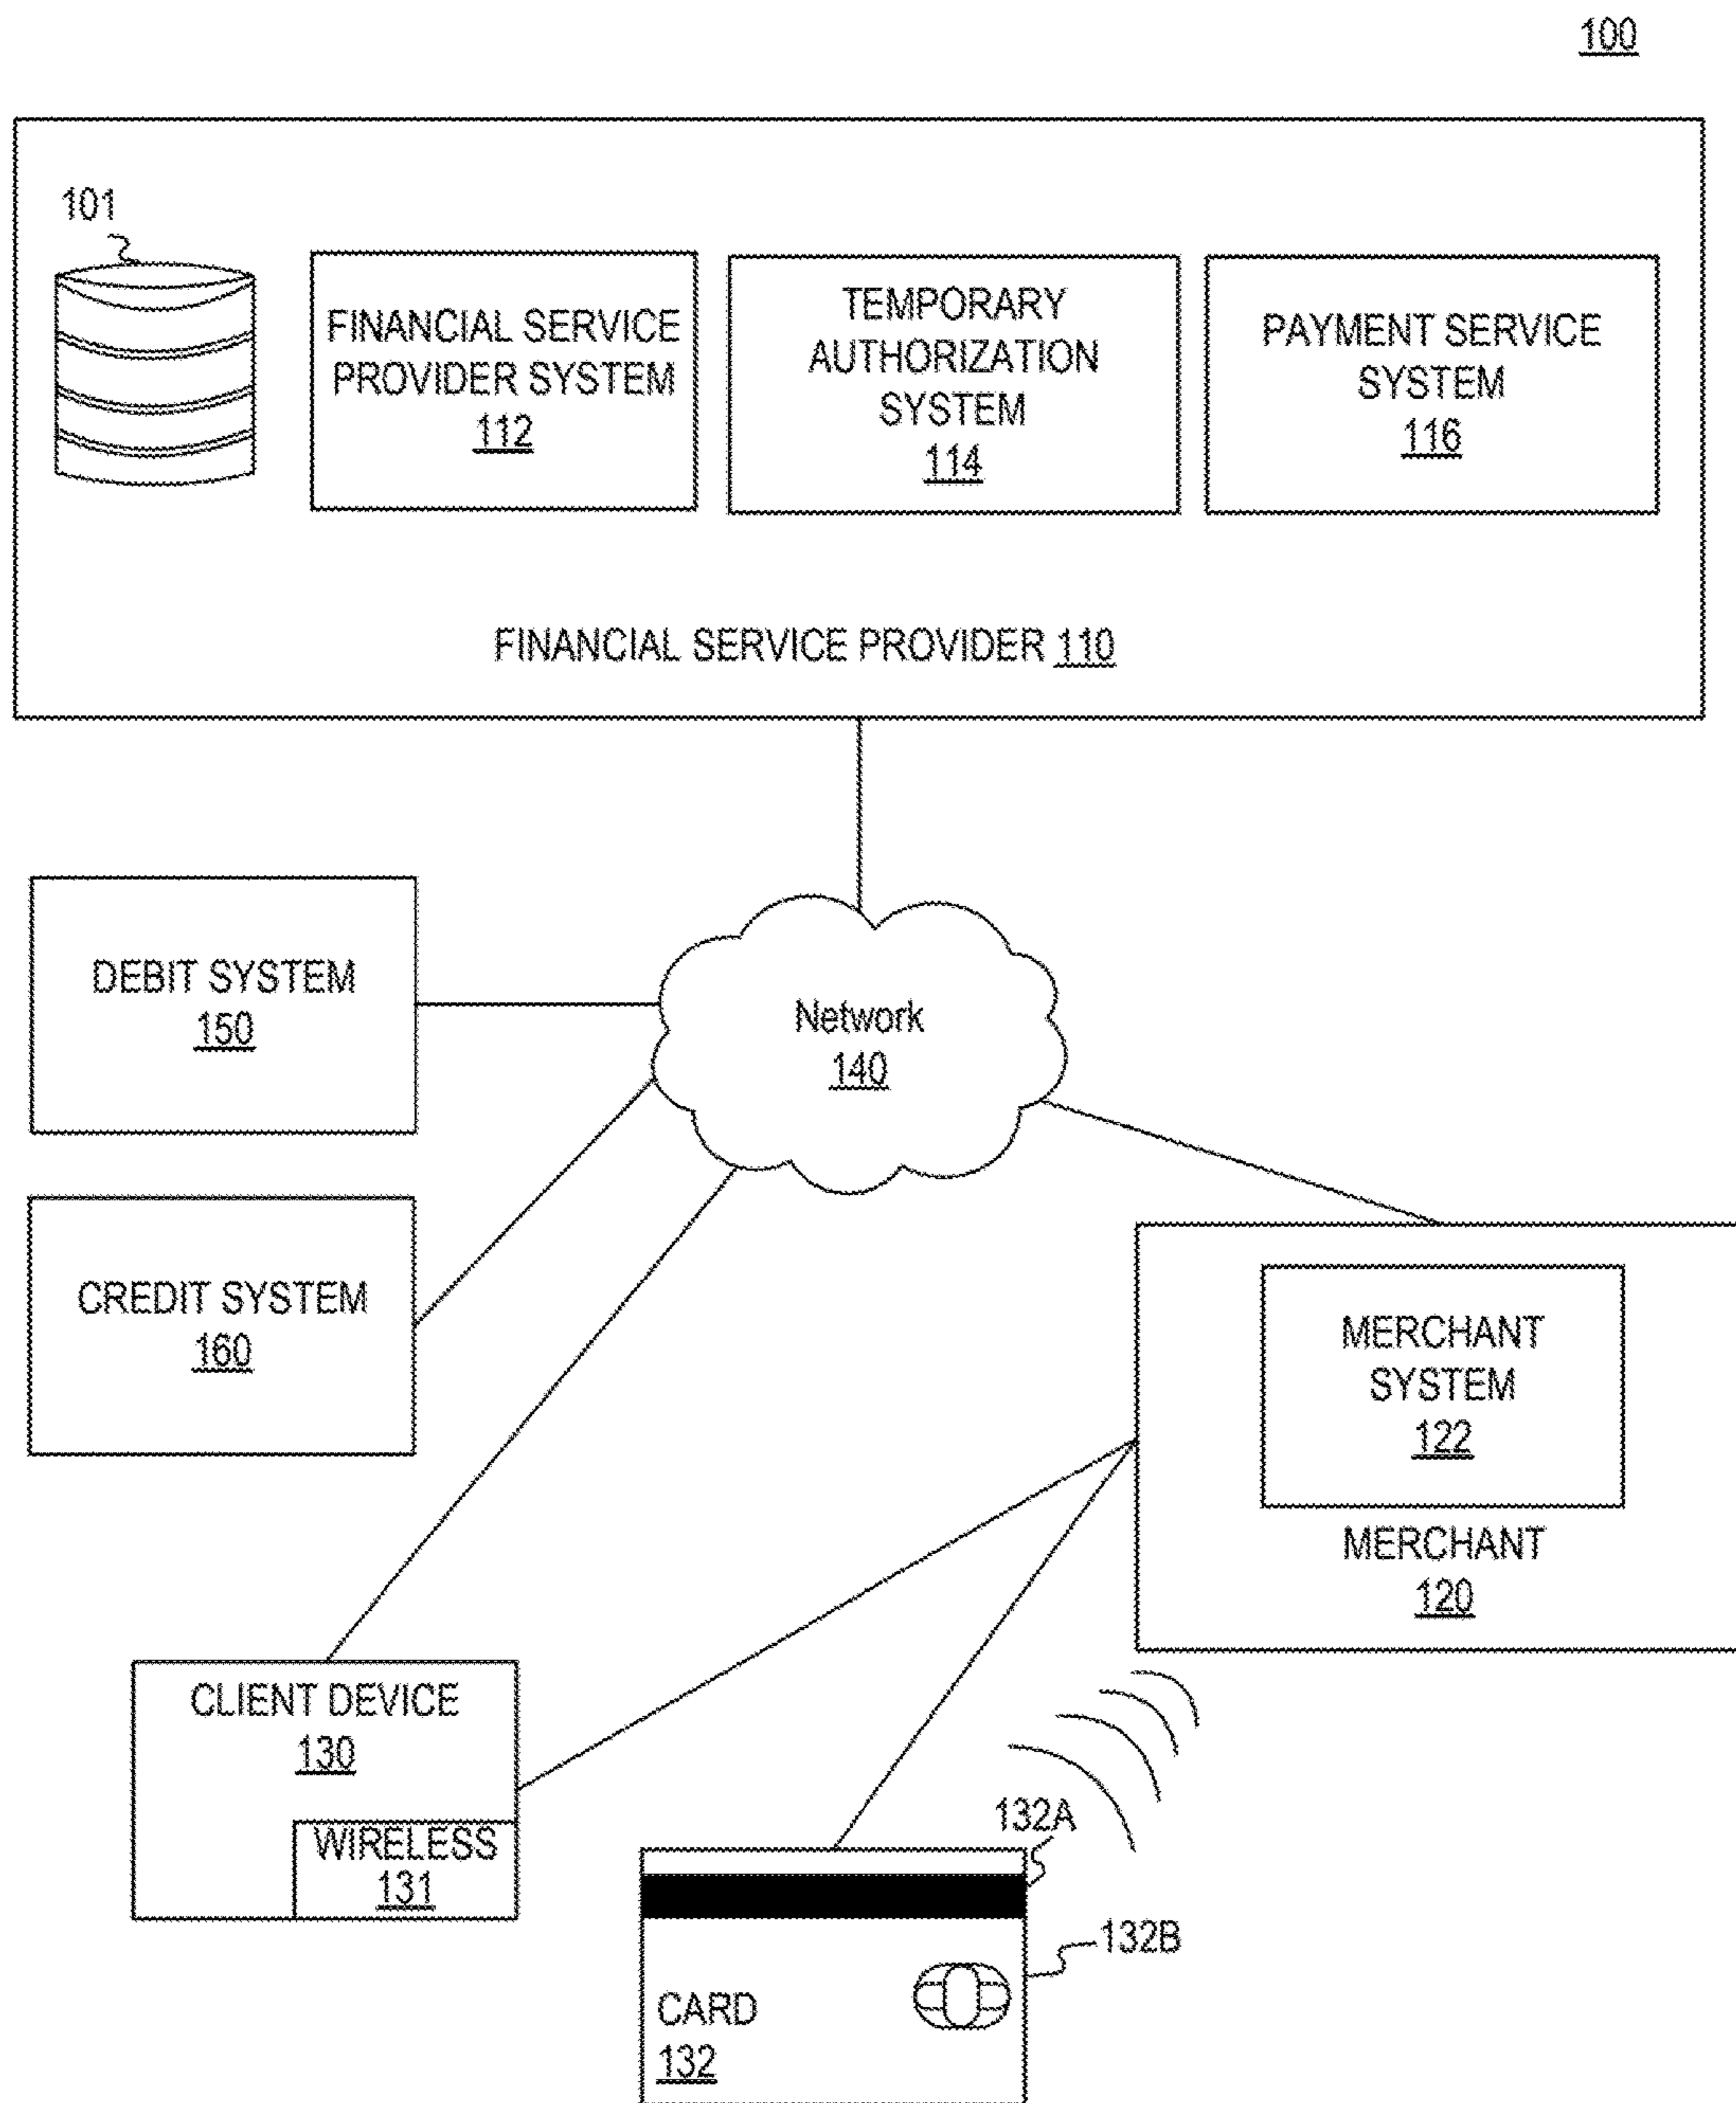 100
101
FINANCIAL SERVICE
PROVIDER SYSTEM
112
TEMPORARY
AUTHORIZATION
SYSTEM
114
PAYMENT SERVICE
SYSTEM
116
FINANCIAL SERVICE PROVIDER 110
DEBIT SYSTEM
150
Network
140
CREDIT SYSTEM
160
MERCHANT
SYSTEM
122
MERCHANT
120
CLIENT DEVICE
130
WIRELESS
131
132A
132B
CARD
132